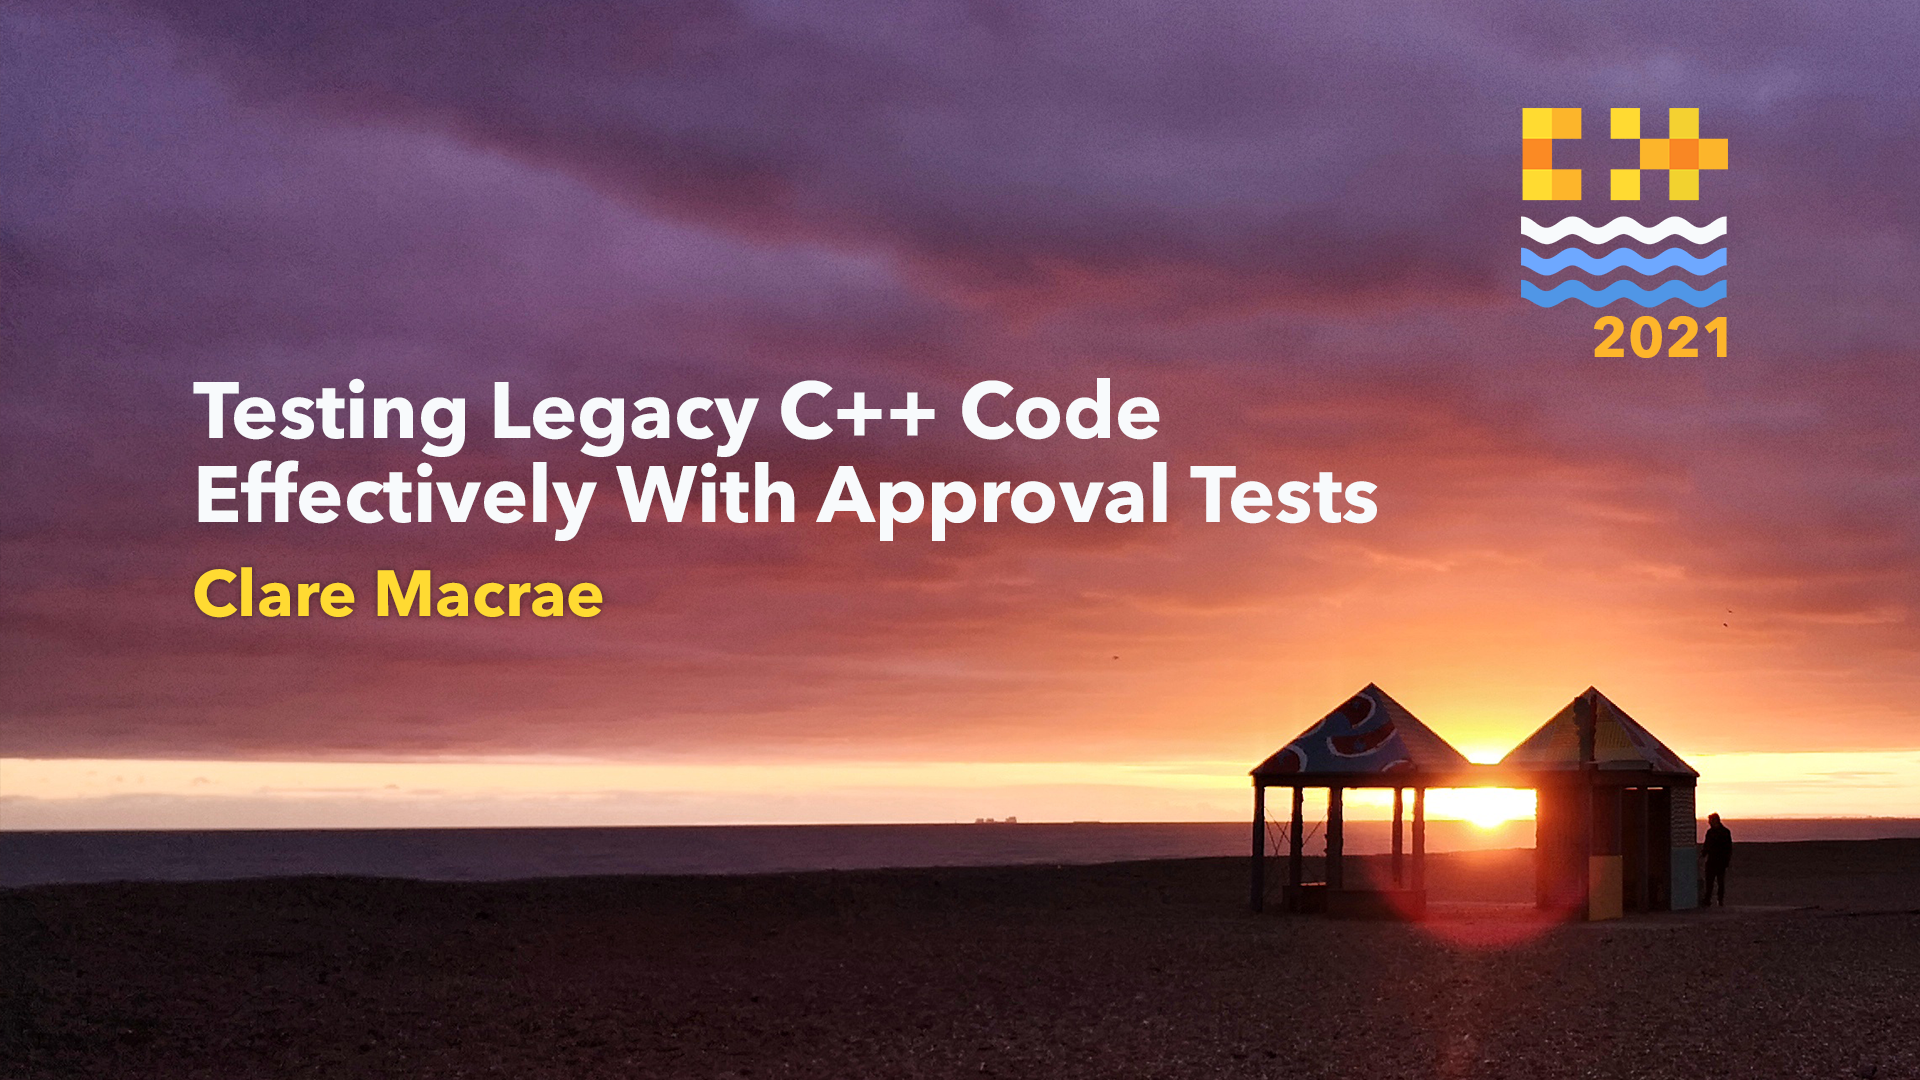 C++
2021
Testing Legacy C++ Code
Effectively With Approval Tests
Clare Macrae